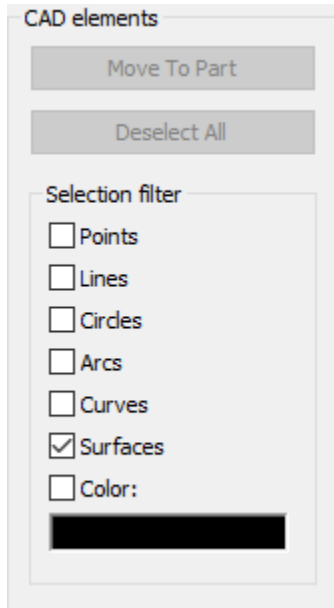 CAD elements
Move To Part
Deselect All
Selection filter
Points
Lines
Circles
Arcs
Curves
Surfaces
Color: